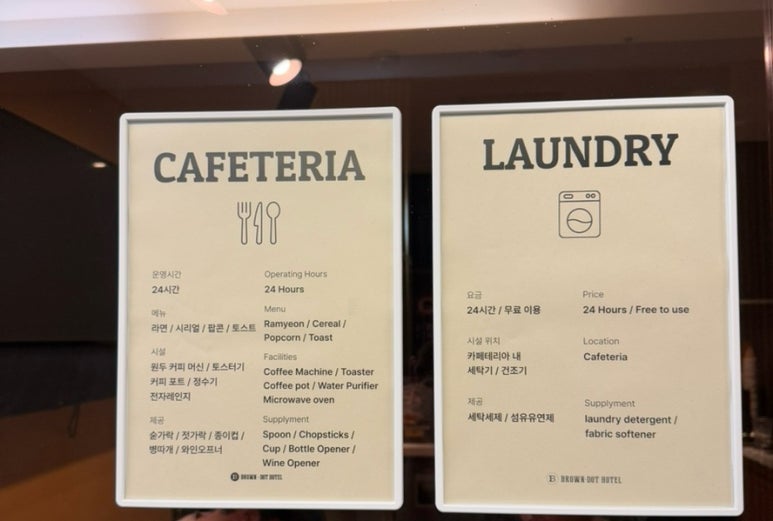 CAFETERIA
운영시간
24시간
Operating Hours
24 Hours
메뉴
라면 / 시리얼 / 팝콘 / 토스트
Menu
Ramyeon / Cereal /
Popcorn / Toast
시설
원두 커피 머신 / 토스터기
커피 포트 / 정수기
전자레인지
Facilities
Coffee Machine / Toaster
Coffee pot / Water Purifier
Microwave oven
제공
숟가락 / 젓가락 / 종이컵 /
병따개 / 와인오프너
Supplyment
Spoon / Chopsticks /
Cup / Bottle Opener /
Wine Opener
B BROWN-DOT HOTEL
LAUNDRY
요금
24시간 / 무료 이용
Price
24 Hours / Free to use
시설 위치
카페테리아 내
세탁기 / 건조기
Location
Cafeteria
제공
세탁세제 / 섬유유연제
Supplyment
laundry detergent /
fabric softener
B BROWN-DOT HOTEL